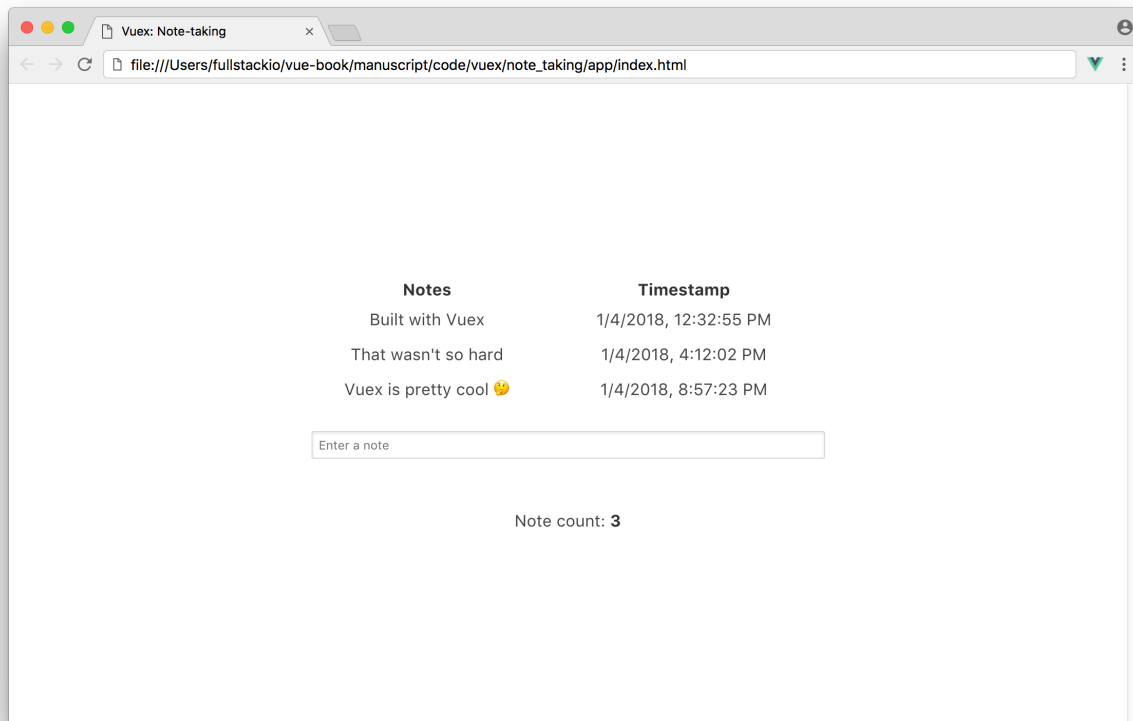 Vuex: Note-taking
file:///Users/fullstackio/vue-book/manuscript/code/vuex/note_taking/app/index.html
Notes Timestamp
Built with Vuex 1/4/2018, 12:32:55 PM
That wasn't so hard 1/4/2018, 4:12:02 PM
Vuex is pretty cool 🤔 1/4/2018, 8:57:23 PM
Enter a note
Note count: 3